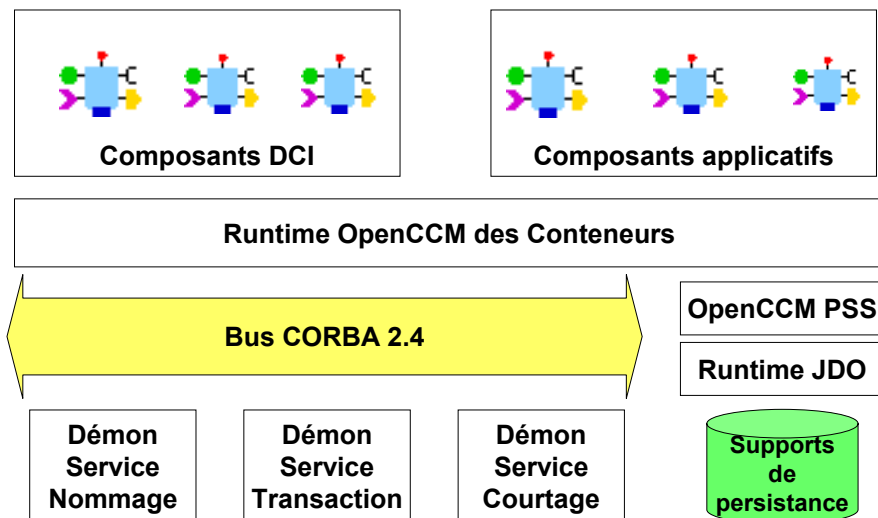 Composants DCI
Composants applicatifs
Runtime OpenCCM des Conteneurs
Bus CORBA 2.4
OpenCCM PSS
Runtime JDO
Démon
Service
Nommage
Démon
Service
Transaction
Démon
Service
Courtage
Supports
de
persistance